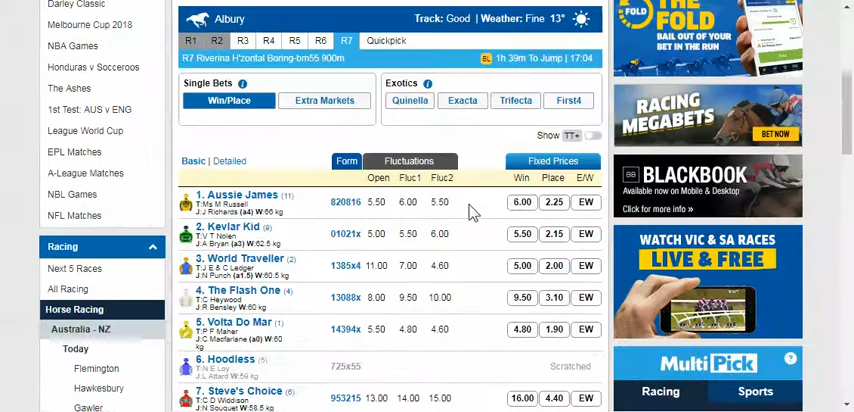 Darley Classic
Melbourne Cup 2018
NBA Games
Honduras v Socceroos
The Ashes
1st Test: AUS v ENG
League World Cup
EPL Matches
A-League Matches
NBL Games
NFL Matches
Racing
Next 5 Races
All Racing
Horse Racing
Australia - NZ
Today
Flemington
Hawkesbury
Gawler
Albury
Track: Good | Weather: Fine 13°
R1 R2 R3 R4 R5 R6 R7 Quickpick
R7 Riverina H'zontal Boring-bm55 900m
BL 1h 39m To Jump | 17:04
Single Bets i
Win/Place Extra Markets
Exotics i
Quinella Exacta Trifecta First4
Show TT+
Basic | Detailed Form Fluctuations Fixed Prices
Open Fluc1 Fluc2 Win Place E/W
1. Aussie James (11)
T:Ms M Russell
J:J Richards (a4) W:66 kg
820816 5.50 6.00 5.50 6.00 2.25 EW
2. Kevlar Kid (9)
T:V T Nolen
J:A Bryan (a3) W:62.5 kg
01021x 5.00 5.50 6.00 5.50 2.15 EW
3. World Traveller (2)
T:J E & C Ledger
J:N Punch (a1.5) W:60.5 kg
1385x4 11.00 7.00 4.60 5.00 2.00 EW
4. The Flash One (4)
T:C Heywood
J:R Bensley W:60 kg
13088x 8.00 9.50 10.00 9.50 3.10 EW
5. Volta Do Mar (1)
T:P F Maher
J:C Macfarlane (a0) W:60
kg
14394x 5.50 4.80 4.60 4.80 1.90 EW
6. Hoodless (5)
T:N E Loy
J:L Attard W:59 kg
725x55 Scratched
7. Steve's Choice (6)
T:C D Widdison
J:N Souquet W:58.5 kg
953215 13.00 14.00 15.00 16.00 4.40 EW
THE FOLD
BAIL OUT OF YOUR
BET IN THE RUN
FOLD
RACING
MEGABETS
BET NOW
BB BLACKBOOK
Available now on Mobile & Desktop
Click for more info »
WATCH VIC & SA RACES
LIVE & FREE
MultiPick
?
Racing Sports